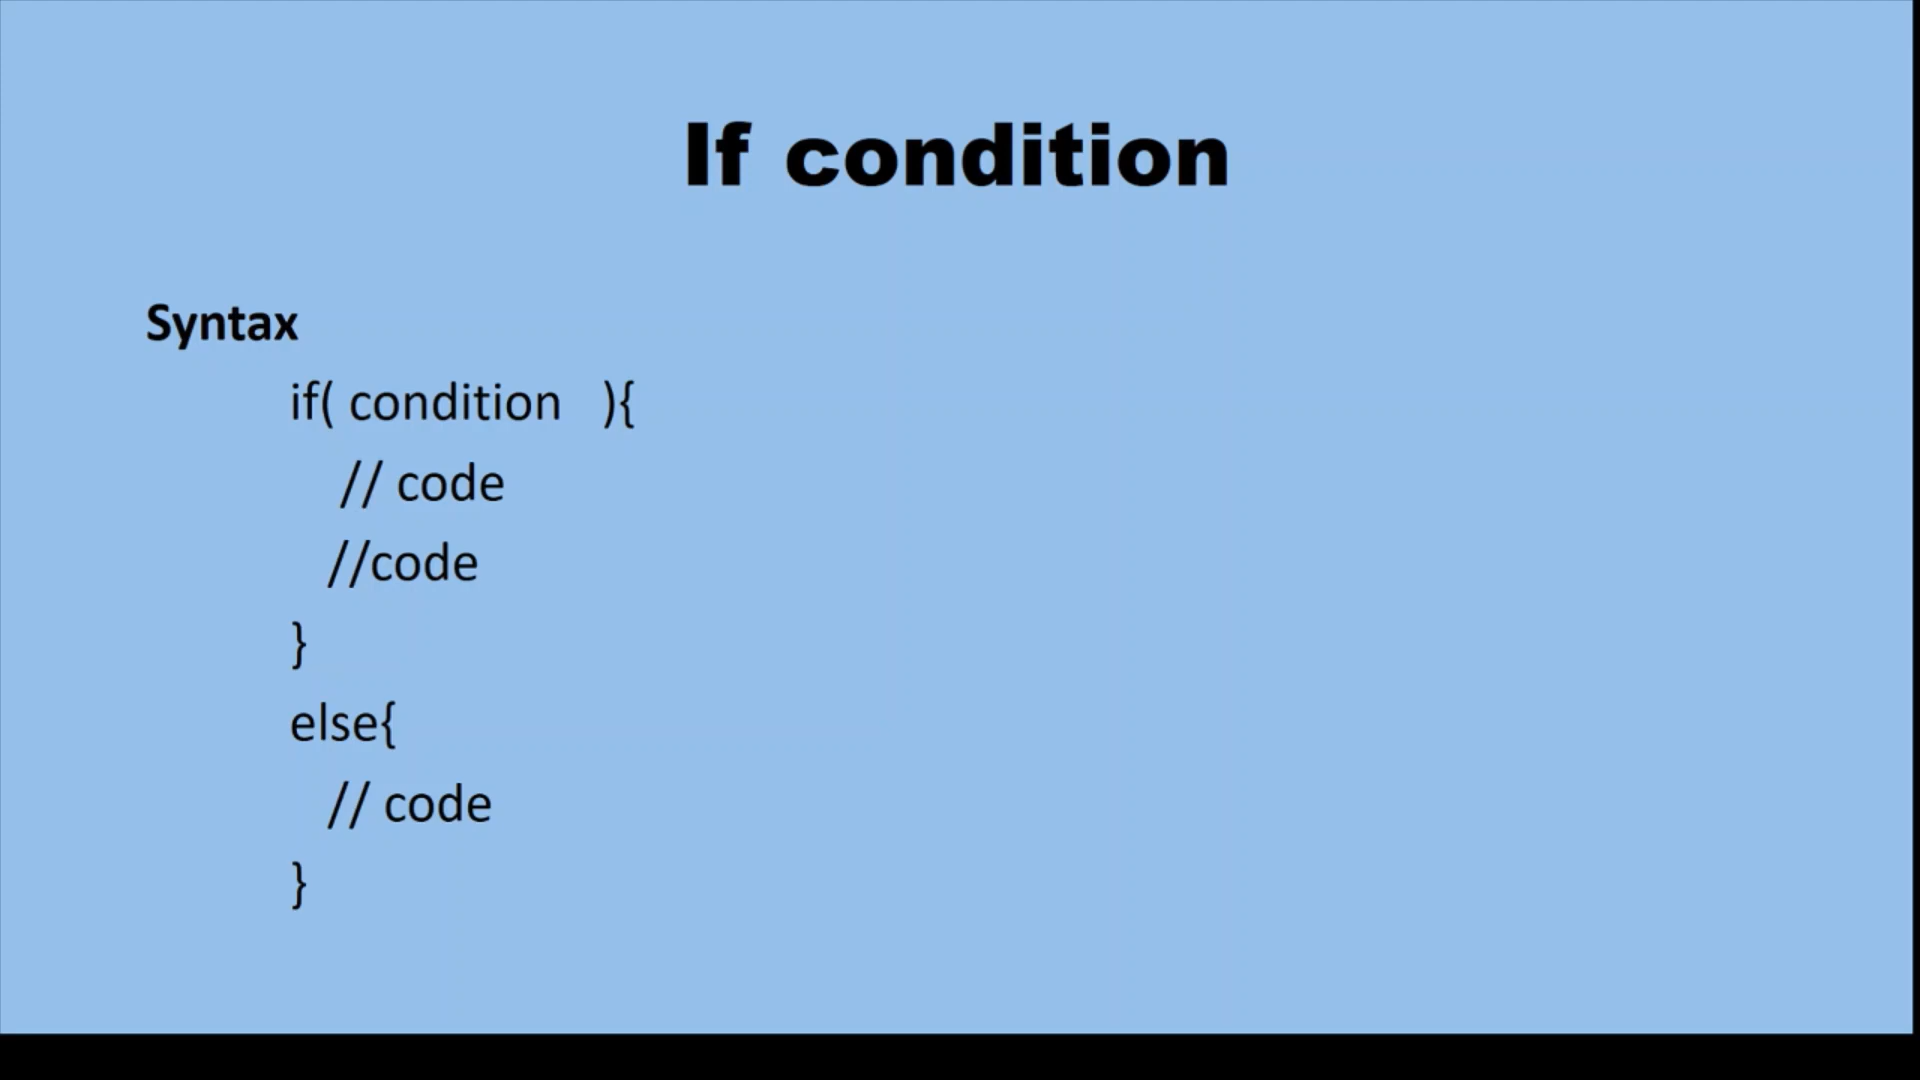 If condition
Syntax
if( condition   ){
// code
//code
}
else{
// code
}